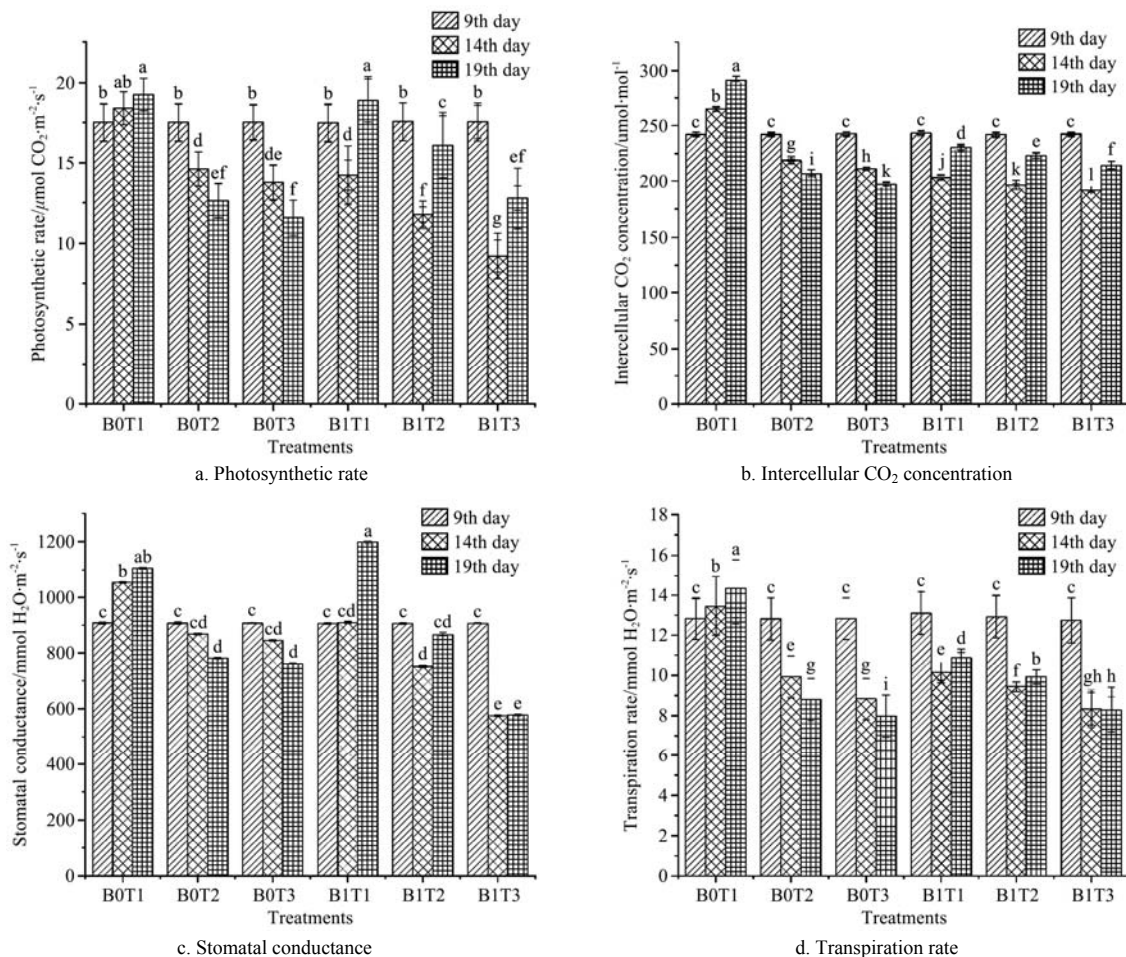 9th day
14th day
19th day
Photosynthetic rate/μmol CO₂·m⁻²·s⁻¹
20
15
10
5
0
b ab a
b d ef
b de f
b d a
b f c
b g ef
B0T1 B0T2 B0T3 B1T1 B1T2 B1T3
Treatments
a. Photosynthetic rate
9th day
14th day
19th day
Intercellular CO₂ concentration/umol·mol⁻¹
300
250
200
150
100
50
0
c b a
c g i
c h k
c j d
c k e
c l f
B0T1 B0T2 B0T3 B1T1 B1T2 B1T3
Treatments
b. Intercellular CO₂ concentration
9th day
14th day
19th day
Stomatal conductance/mmol H₂O·m⁻²·s⁻¹
1200
1000
800
600
400
200
0
c b ab
c cd d
c cd d
c cd a
c d cd
c e e
B0T1 B0T2 B0T3 B1T1 B1T2 B1T3
Treatments
c. Stomatal conductance
9th day
14th day
19th day
Transpiration rate/mmol H₂O·m⁻²·s⁻¹
18
16
14
12
10
8
6
4
2
0
c b a
c e g
c g i
c e d
c f b
c gh h
B0T1 B0T2 B0T3 B1T1 B1T2 B1T3
Treatments
d. Transpiration rate